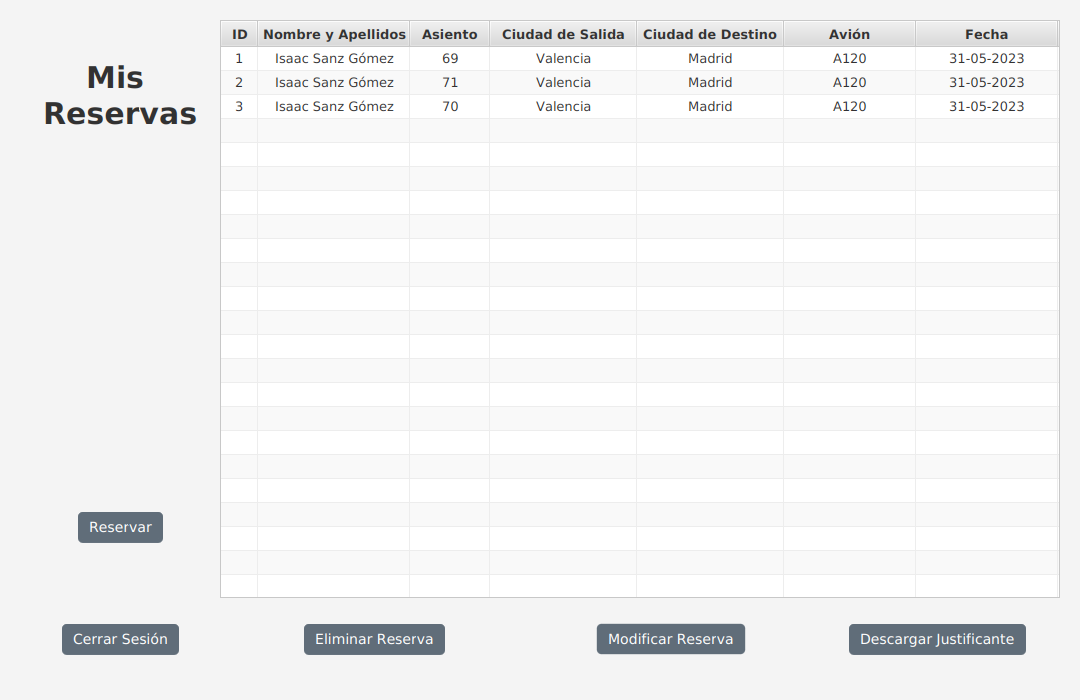 Mis
Reservas
ID Nombre y Apellidos Asiento Ciudad de Salida Ciudad de Destino Avión Fecha
1 Isaac Sanz Gómez 69 Valencia Madrid A120 31-05-2023
2 Isaac Sanz Gómez 71 Valencia Madrid A120 31-05-2023
3 Isaac Sanz Gómez 70 Valencia Madrid A120 31-05-2023
Reservar
Cerrar Sesión Eliminar Reserva Modificar Reserva Descargar Justificante